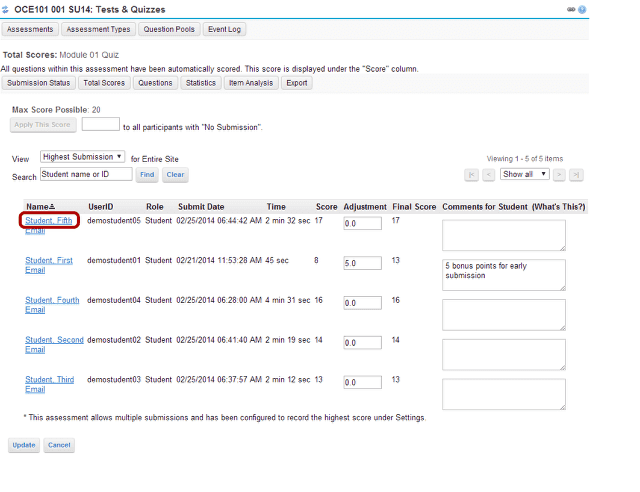 OCE101 001 SU14: Tests & Quizzes
Assessments Assessment Types Question Pools Event Log
Total Scores: Module 01 Quiz
All questions within this assessment have been automatically scored. This score is displayed under the "Score" column.
Submission Status Total Scores Questions Statistics Item Analysis Export
Max Score Possible: 20
Apply This Score to all participants with "No Submission".
View Highest Submission for Entire Site Viewing 1 - 5 of 5 items
Search Student name or ID Find Clear |< < Show all > >|
Name UserID Role Submit Date Time Score Adjustment Final Score Comments for Student (What's This?)
Student, Fifth demostudent05 Student 02/25/2014 06:44:42 AM 2 min 32 sec 17 0.0 17
Email
Student, First demostudent01 Student 02/21/2014 11:53:28 AM 45 sec 8 5.0 13 5 bonus points for early
Email submission
Student, Fourth demostudent04 Student 02/25/2014 06:28:00 AM 4 min 31 sec 16 0.0 16
Email
Student, Second demostudent02 Student 02/25/2014 06:41:40 AM 2 min 19 sec 14 0.0 14
Email
Student, Third demostudent03 Student 02/25/2014 06:37:57 AM 2 min 12 sec 13 0.0 13
Email
* This assessment allows multiple submissions and has been configured to record the highest score under Settings.
Update Cancel